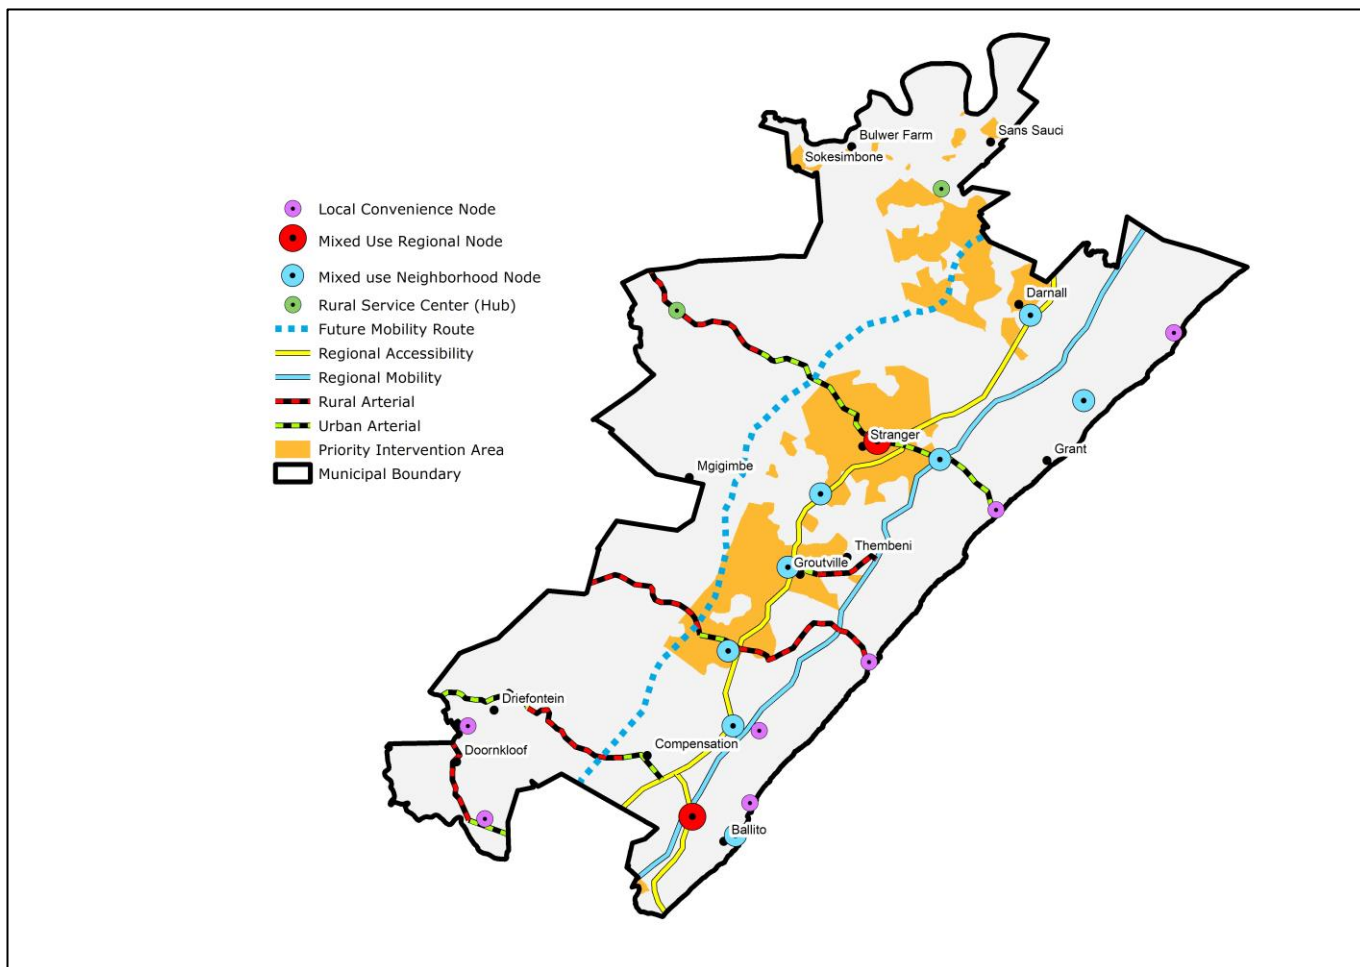 Bulwer Farm
Sans Sauci
Sokesimbone
Local Convenience Node
Mixed Use Regional Node
Mixed use Neighborhood Node
Rural Service Center (Hub)
Future Mobility Route
Regional Accessibility
Regional Mobility
Rural Arterial
Urban Arterial
Priority Intervention Area
Municipal Boundary
Darnall
Stranger
Grant
Mgigimbe
Thembeni
Groutville
Driefontein
Compensation
Doornkloof
Ballito